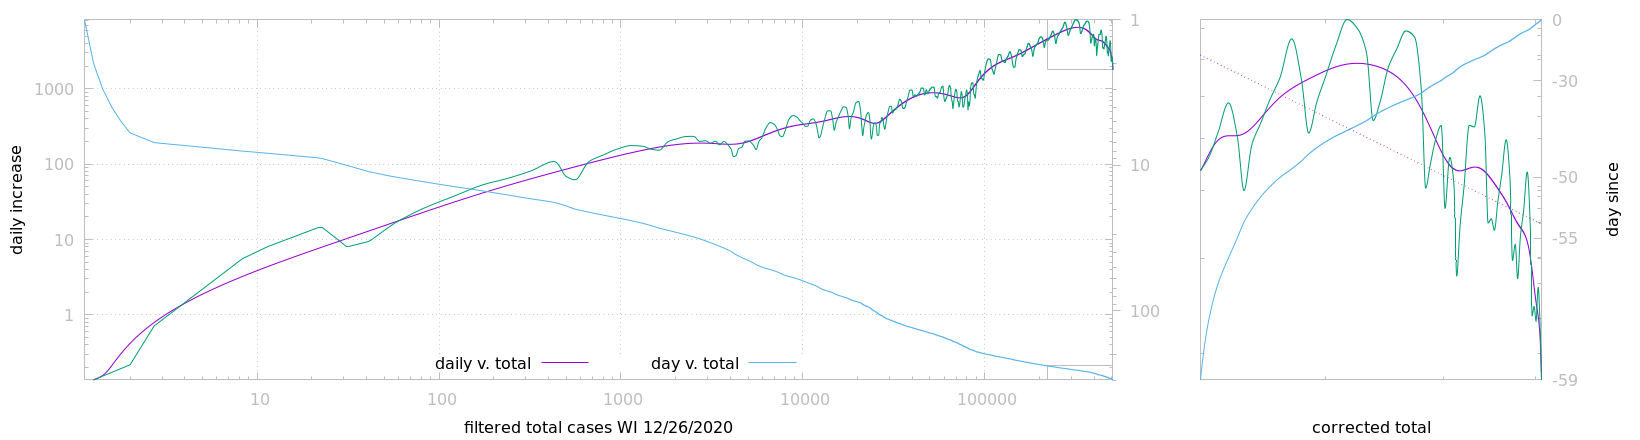 daily increase
1000
100
10
1
daily v. total
day v. total
10
100
1000
10000
100000
filtered total cases WI 12/26/2020
1
10
100
0
-30
-50
-55
-59
day since
corrected total